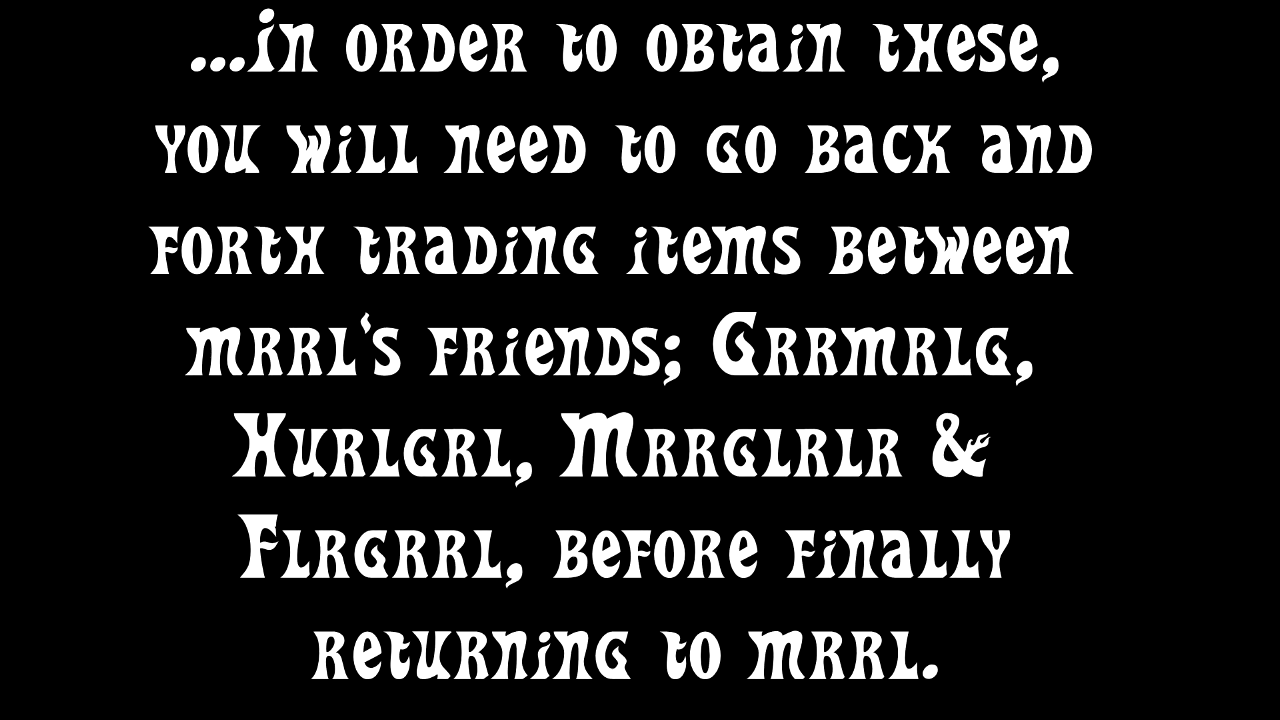 ...in order to obtain these,
you will need to go back and
forth trading items between
mrrl's friends; Grrmrlg,
Hurlgrl, Mrrglrlr &
Flrgrrl, before finally
returning to mrrl.